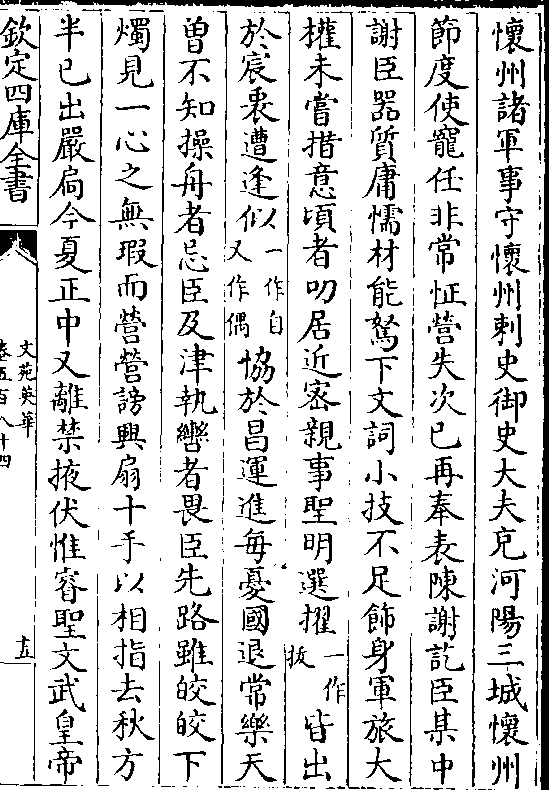 懷州諸軍事守懷州刺史御史大夫充河陽三城懷州
節度使寵任非常怔營失次已再奉表陳謝訖臣某中
謝臣器質庸懦材能駑下文詞小技不足飾身軍旅大
權未嘗措意頃者叨居近宻親事聖明選擢一作拔皆出
於宸衷遭逢似以一作自又作偶協於昌運進每憂國退常樂天
曽不知操舟者忌臣及津執轡者畏臣先路雖皎皎下
燭見一心之無瑕而營營謗興扇十手以相指去秋方
半已出嚴扄今夏正中又離禁掖伏惟睿聖文武皇帝
欽定四庫全書
文苑英華
卷五百八十四
十五